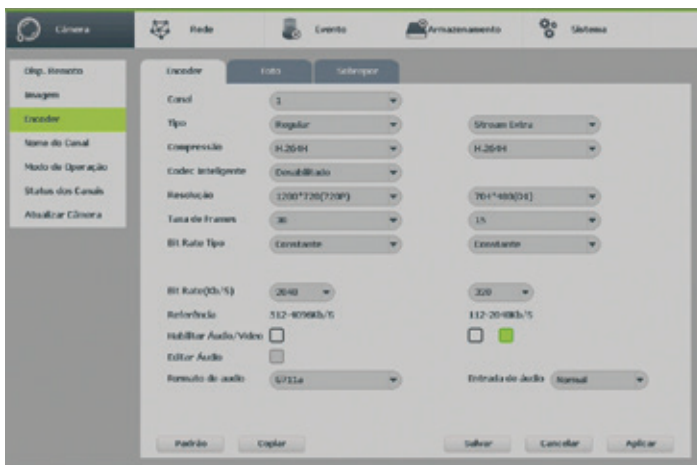 Câmera Rede Evento Armazenamento Sistema
Disp. Remoto
Imagem
Encoder
Nome do Canal
Modo de Operação
Status dos Canais
Atualizar Câmera
Encoder Foto Sobrepor
Canal 1
Tipo Regular Stream Extra
Compressão H.264H H.264H
Codec Inteligente Desabilitado
Resolução 1280*720(720P) 704*480(D1)
Taxa de Frames 30 15
Bit Rate Tipo Constante Constante
Bit Rate(Kb/S) 2048 320
Referência 512-4096Kb/S 112-2048Kb/S
Habilitar Áudio/Vídeo
Editar Áudio
Formato de audio G711a Entrada de áudio Normal
Padrão Copiar Salvar Cancelar Aplicar